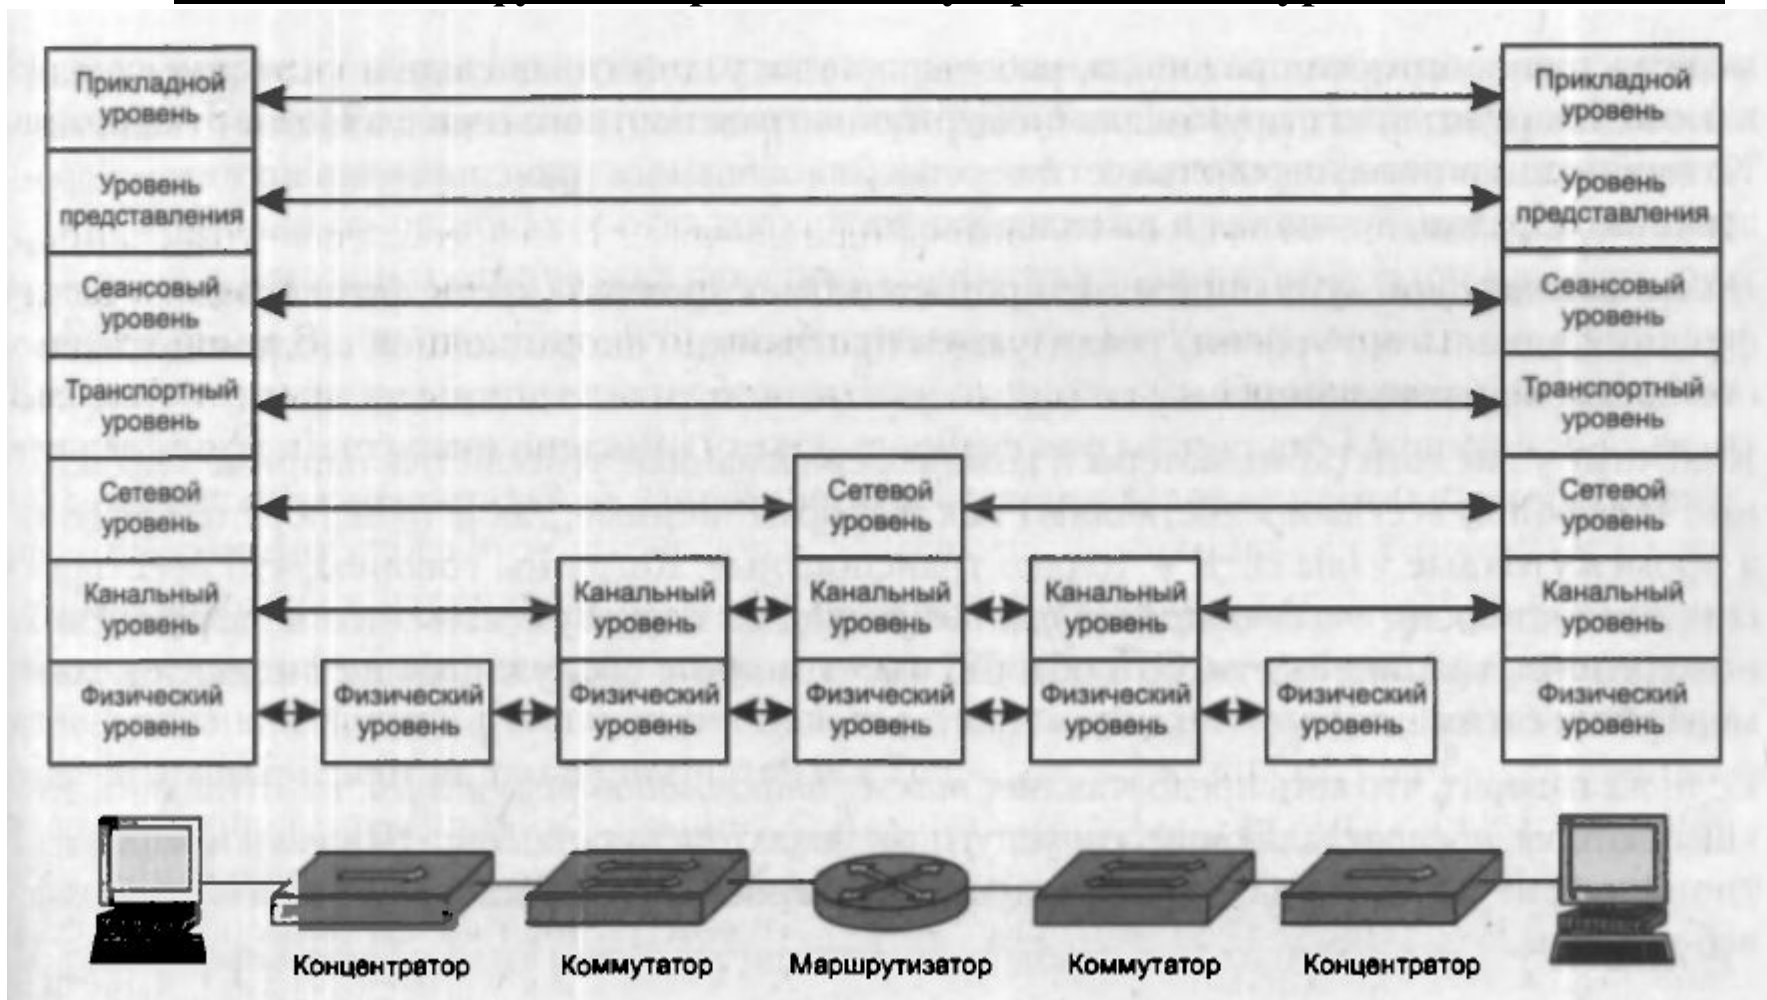 Прикладной
уровень
Прикладной
уровень
Уровень
представления
Уровень
представления
Сеансовый
уровень
Сеансовый
уровень
Транспортный
уровень
Транспортный
уровень
Сетевой
уровень
Сетевой
уровень
Сетевой
уровень
Канальный
уровень
Канальный
уровень
Канальный
уровень
Канальный
уровень
Канальный
уровень
Физический
уровень
Физический
уровень
Физический
уровень
Физический
уровень
Физический
уровень
Физический
уровень
Физический
уровень
Концентратор
Коммутатор
Маршрутизатор
Коммутатор
Концентратор